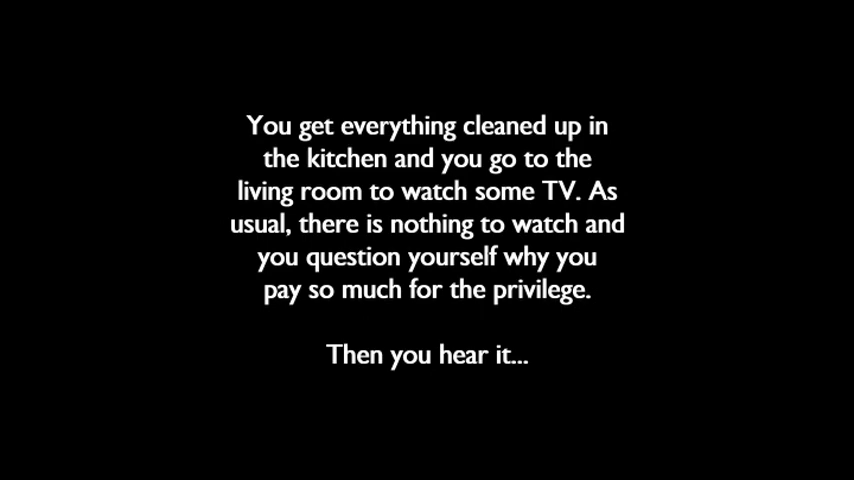 You get everything cleaned up in
the kitchen and you go to the
living room to watch some TV. As
usual, there is nothing to watch and
you question yourself why you
pay so much for the privilege.
Then you hear it...